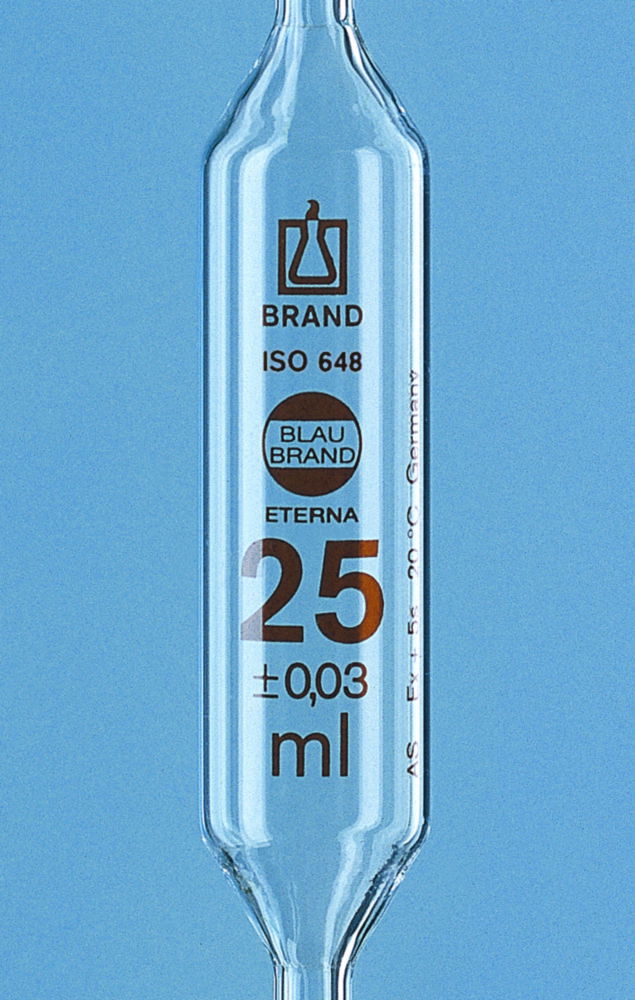 BRAND
ISO 648
BLAU
BRAND
ETERNA
25
±0,03
ml
AS Ex + 5s 20 °C Germany